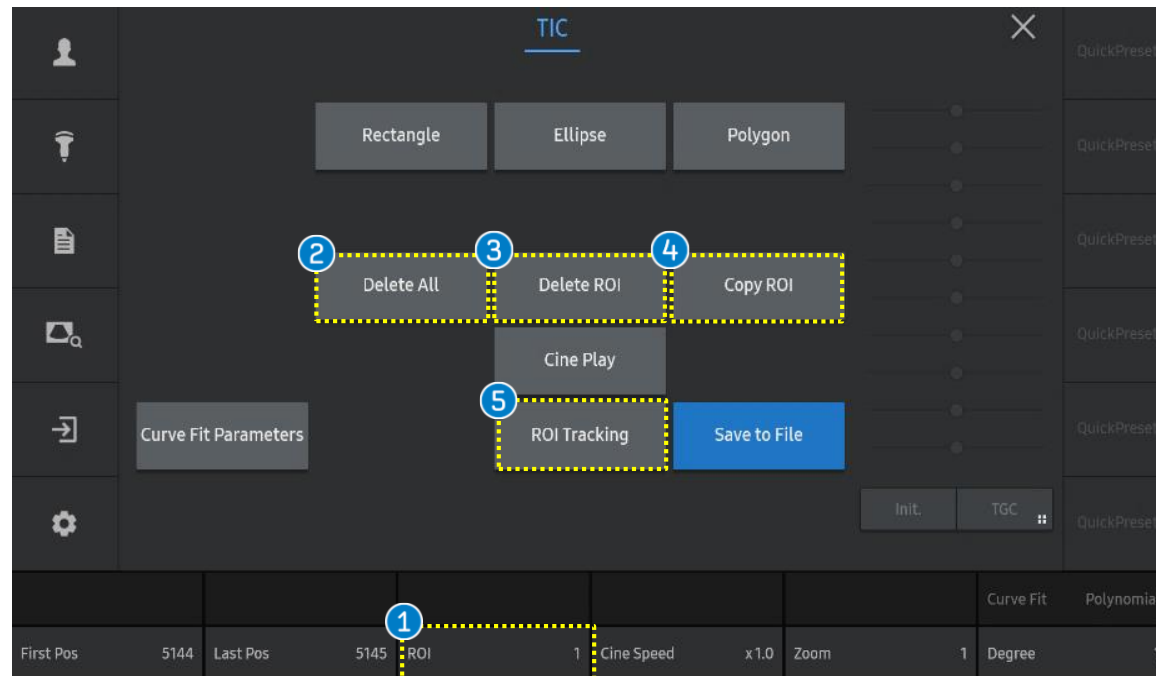 TIC
QuickPreset
Rectangle Ellipse Polygon
QuickPreset
2 3 4
Delete All Delete ROI Copy ROI
QuickPreset
Cine Play
QuickPreset
5
Curve Fit Parameters ROI Tracking Save to File
QuickPreset
Init. TGC
QuickPreset
Curve Fit Polynomia
1
First Pos 5144 Last Pos 5145 ROI 1 Cine Speed x1.0 Zoom 1 Degree